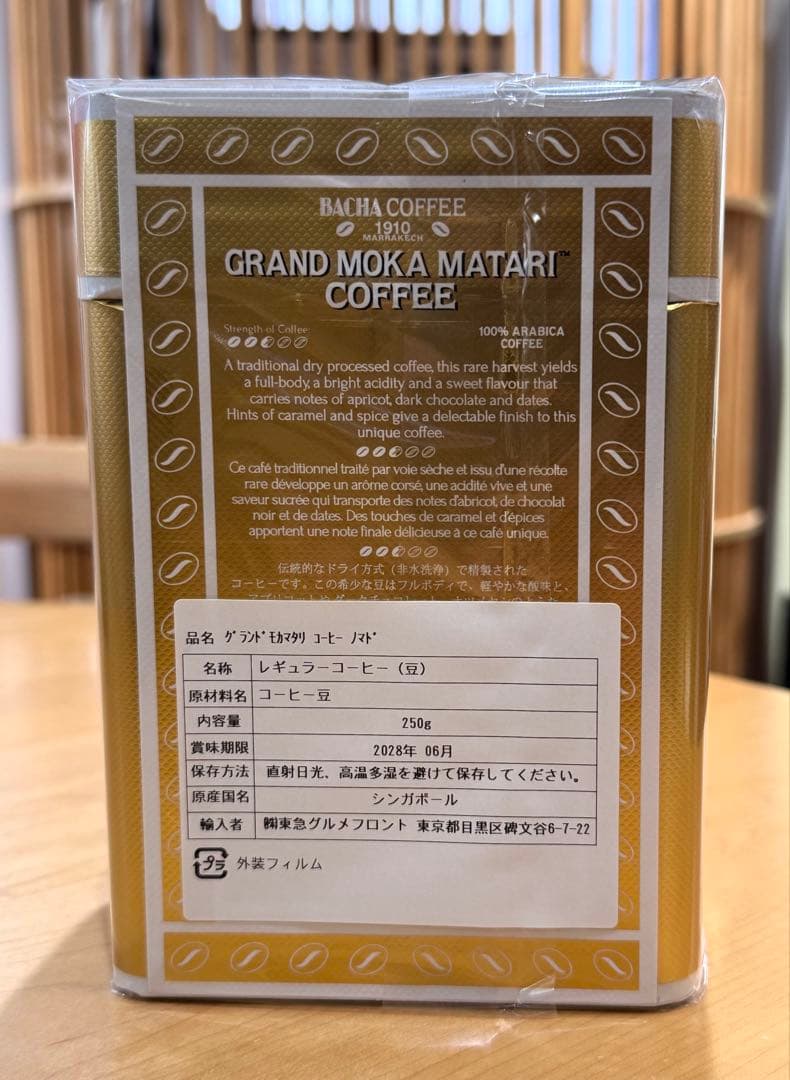 BACHA COFFEE
1910
MARRAKECH
GRAND MOKA MATARI™
COFFEE
Strength of Coffee:
100% ARABICA
COFFEE
A traditional dry processed coffee, this rare harvest yields
a full-body, a bright acidity and a sweet flavour that
carries notes of apricot, dark chocolate and dates.
Hints of caramel and spice give a delectable finish to this
unique coffee.
Ce café traditionnel traité par voie sèche et issu d'une récolte
rare développe un arôme corsé, une acidité vive et une
saveur sucrée qui transporte des notes d'abricot, de chocolat
noir et de dates. Des touches de caramel et d'épices
apportent une note finale délicieuse à ce café unique.
伝統的なドライ方式（非水洗浄）で精製された
コーヒーです。この希少な豆はフルボディで、軽やかな酸味と、
品名 ｸﾞﾗﾝﾄﾞﾓｶﾏﾀﾘ ｺｰﾋｰ ﾉﾏﾄﾞ
名称 レギュラーコーヒー（豆）
原材料名 コーヒー豆
内容量 250g
賞味期限 2028年 06月
保存方法 直射日光、高温多湿を避けて保存してください。
原産国名 シンガポール
輸入者 ㈱東急グルメフロント 東京都目黒区碑文谷6-7-22
プラ 外装フィルム